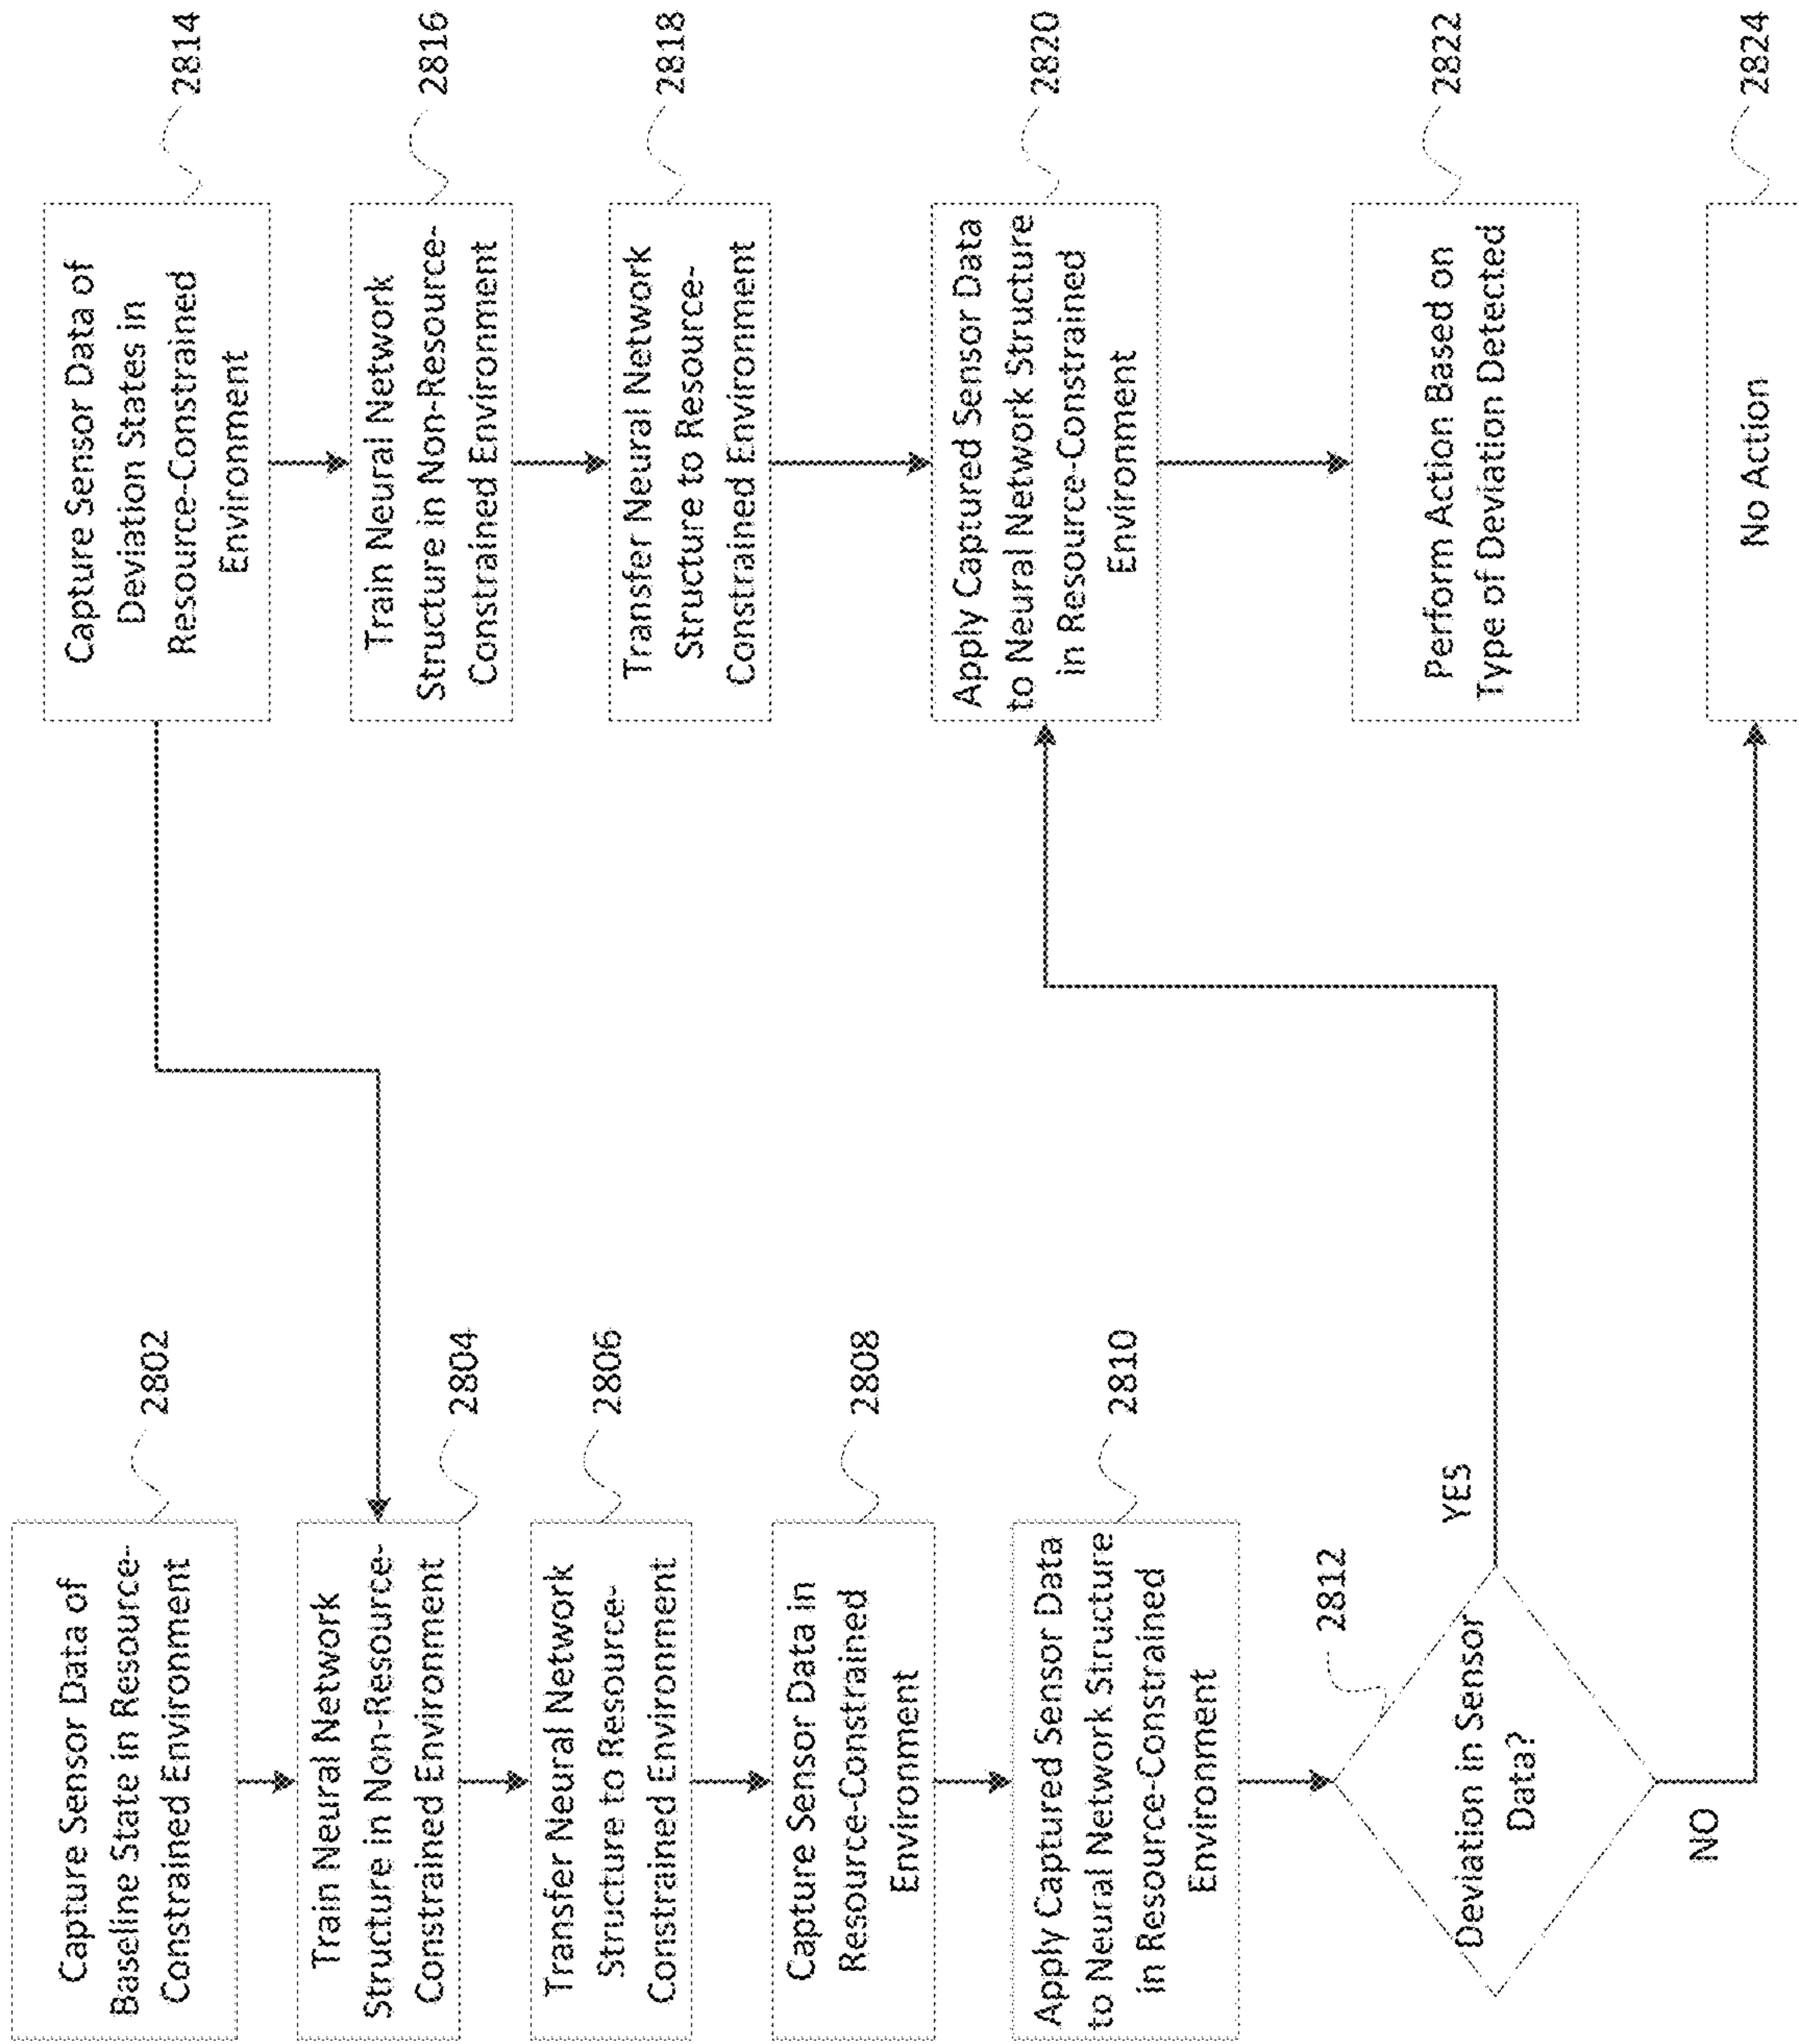 Capture Sensor Data of
Baseline State in Resource-
Constrained Environment
2802
Train Neural Network
Structure in Non-Resource-
Constrained Environment
2804
Transfer Neural Network
Structure to Resource-
Constrained Environment
2806
Capture Sensor Data in
Resource-Constrained
Environment
2808
Apply Captured Sensor Data
to Neural Network Structure
in Resource-Constrained
Environment
2810
2812
Deviation in Sensor
Data?
YES
NO
Capture Sensor Data of
Deviation States in
Resource-Constrained
Environment
2814
Train Neural Network
Structure in Non-Resource-
Constrained Environment
2816
Transfer Neural Network
Structure to Resource-
Constrained Environment
2818
Apply Captured Sensor Data
to Neural Network Structure
in Resource-Constrained
Environment
2820
Perform Action Based on
Type of Deviation Detected
2822
No Action
2824